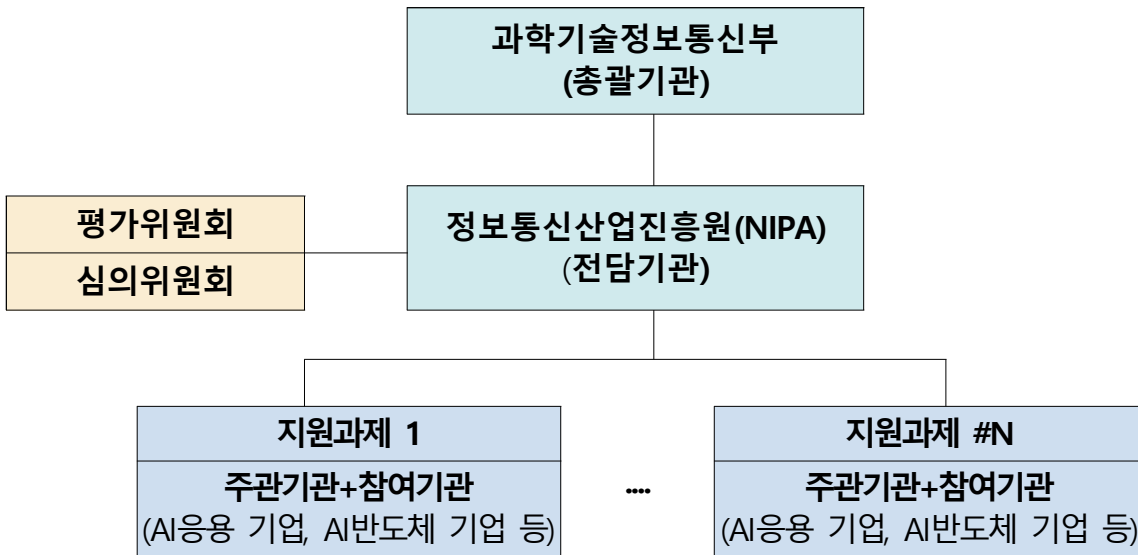 과학기술정보통신부
(총괄기관)
평가위원회
심의위원회
정보통신산업진흥원(NIPA)
(전담기관)
지원과제 1
주관기관+참여기관
(AI응용 기업, AI반도체 기업 등)
....
지원과제 #N
주관기관+참여기관
(AI응용 기업, AI반도체 기업 등)